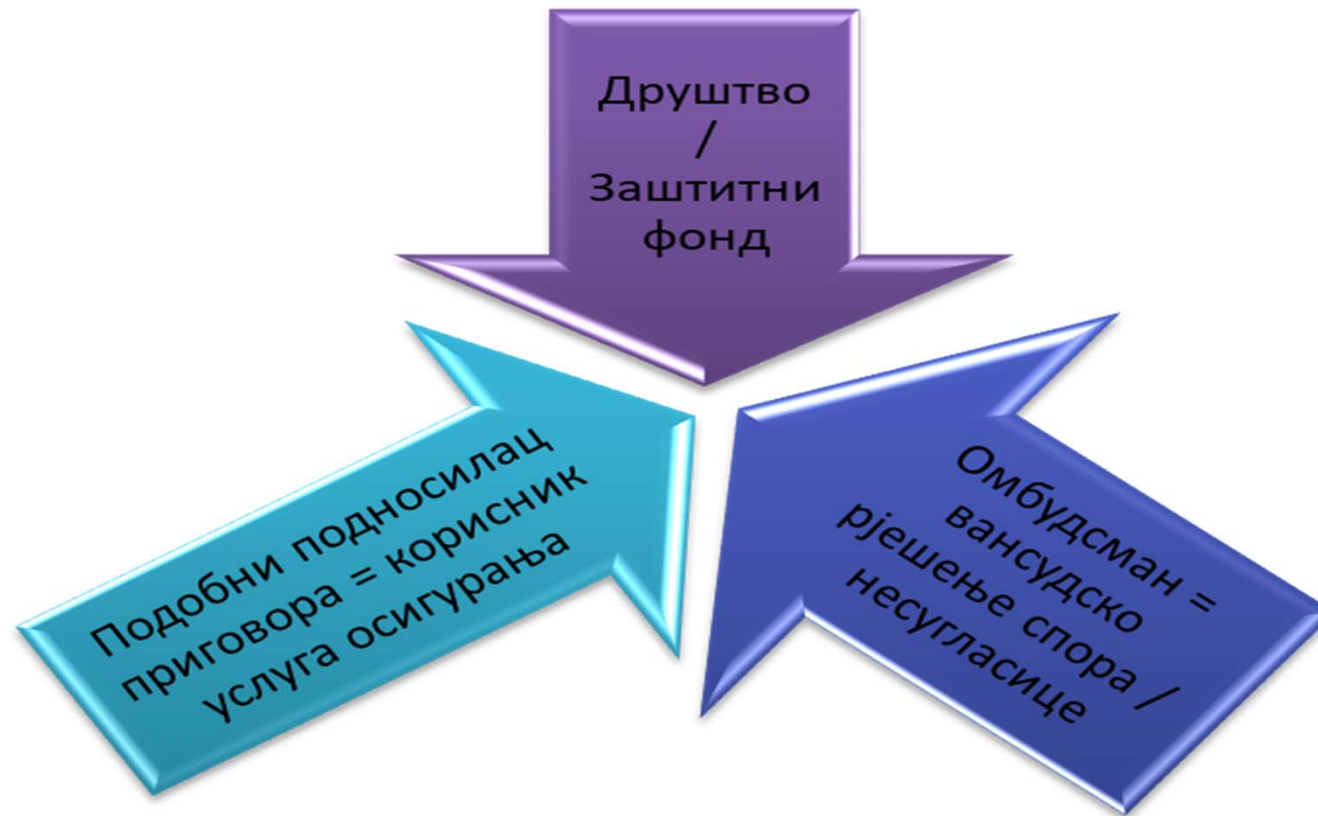 Друштво
/
Заштитни
фонд
Подобни подносилац
приговора = корисник
услуга осигурања
Омбудсман =
вансудско
рјешење спора /
несугласице